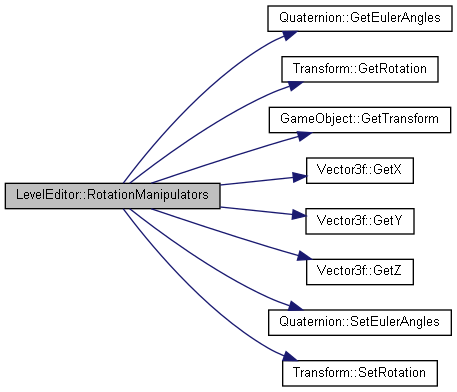 Quaternion::GetEulerAngles
Transform::GetRotation
GameObject::GetTransform
LevelEditor::RotationManipulators
Vector3f::GetX
Vector3f::GetY
Vector3f::GetZ
Quaternion::SetEulerAngles
Transform::SetRotation